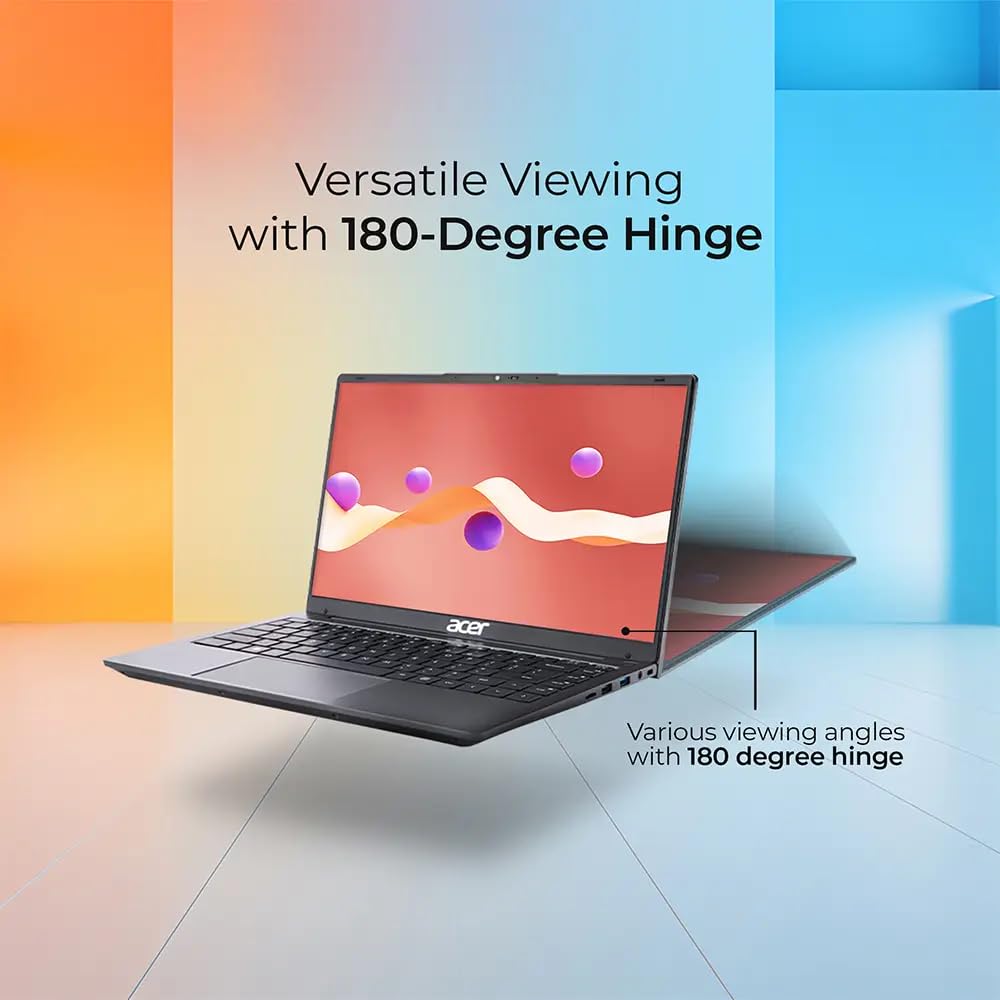 Versatile Viewing
with 180-Degree Hinge
acer
Various viewing angles
with 180 degree hinge